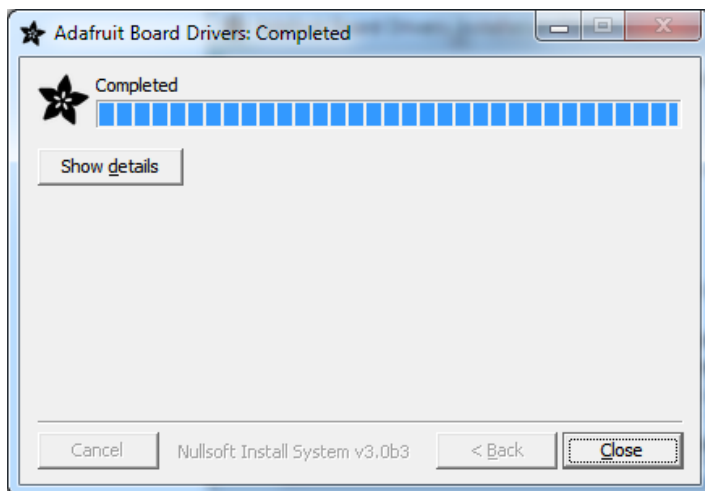 Adafruit Board Drivers: Completed
Completed
Show details
Cancel
Nullsoft Install System v3.0b3
< Back
Close